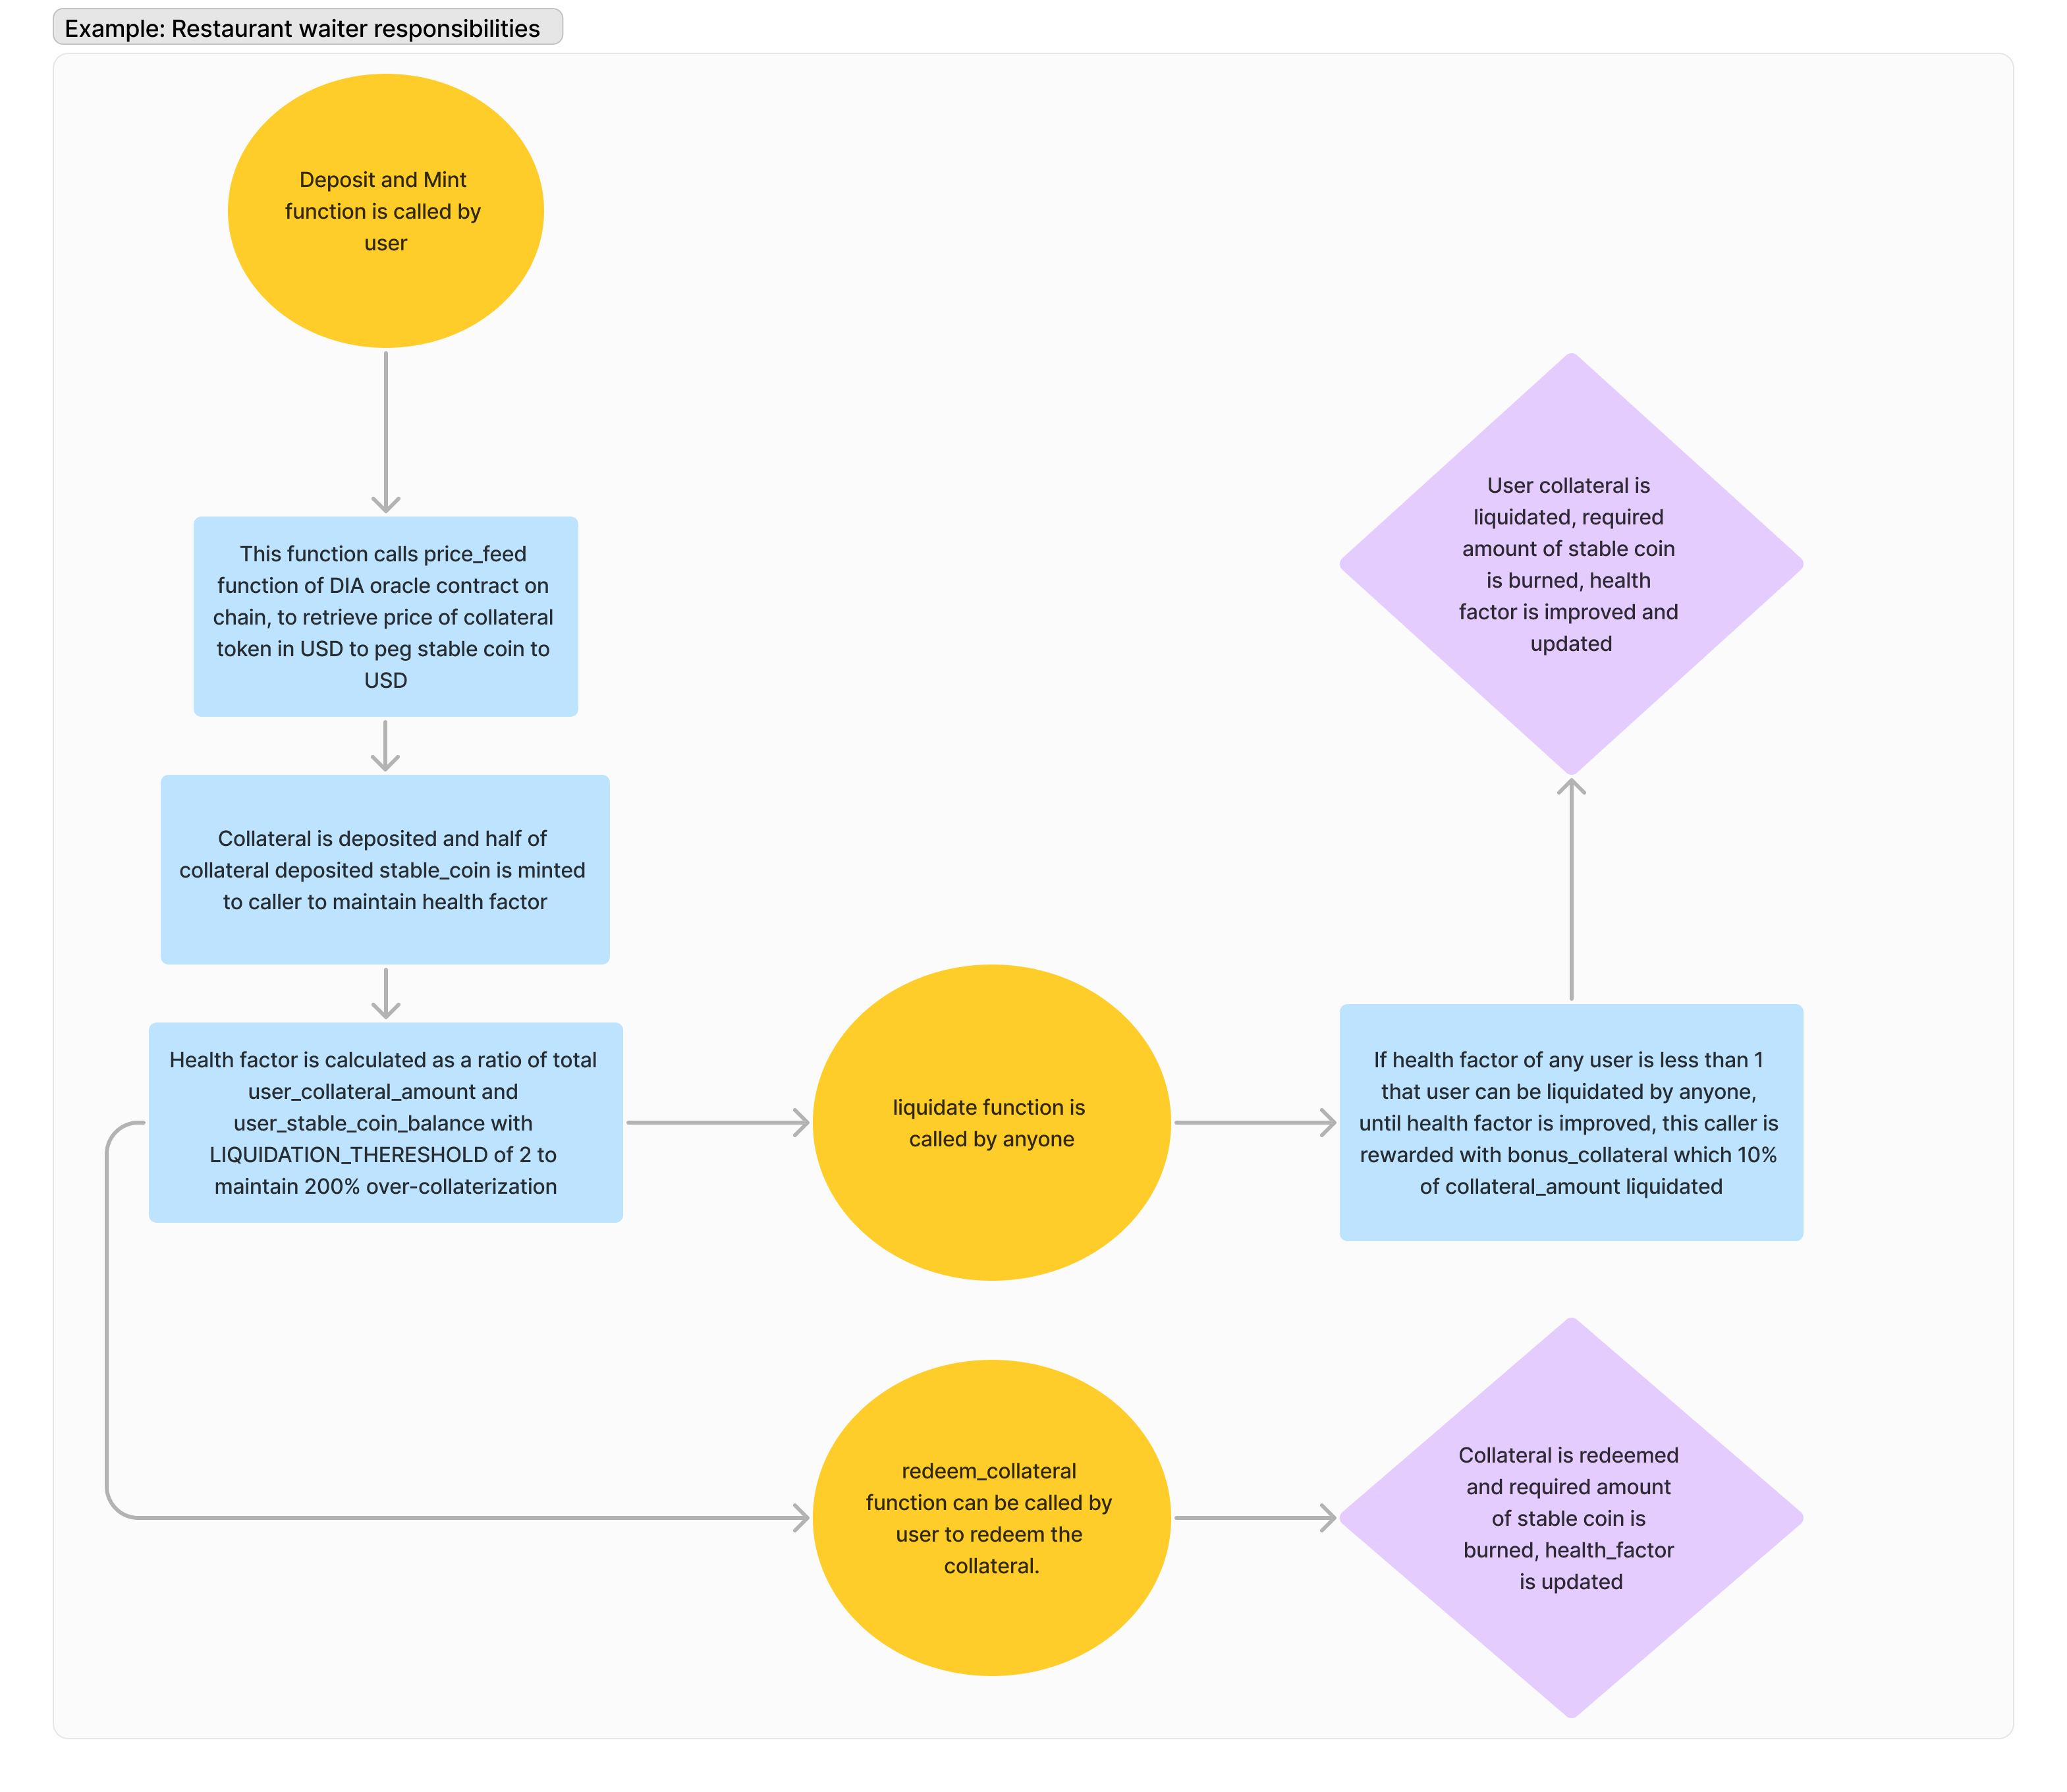 Example: Restaurant waiter responsibilities
Deposit and Mint
function is called by
user
This function calls price_feed
function of DIA oracle contract on
chain, to retrieve price of collateral
token in USD to peg stable coin to
USD
Collateral is deposited and half of
collateral deposited stable_coin is minted
to caller to maintain health factor
Health factor is calculated as a ratio of total
user_collateral_amount and
user_stable_coin_balance with
LIQUIDATION_THERESHOLD of 2 to
maintain 200% over-collaterization
liquidate function is
called by anyone
If health factor of any user is less than 1
that user can be liquidated by anyone,
until health factor is improved, this caller is
rewarded with bonus_collateral which 10%
of collateral_amount liquidated
User collateral is
liquidated, required
amount of stable coin
is burned, health
factor is improved and
updated
redeem_collateral
function can be called by
user to redeem the
collateral.
Collateral is redeemed
and required amount
of stable coin is
burned, health_factor
is updated